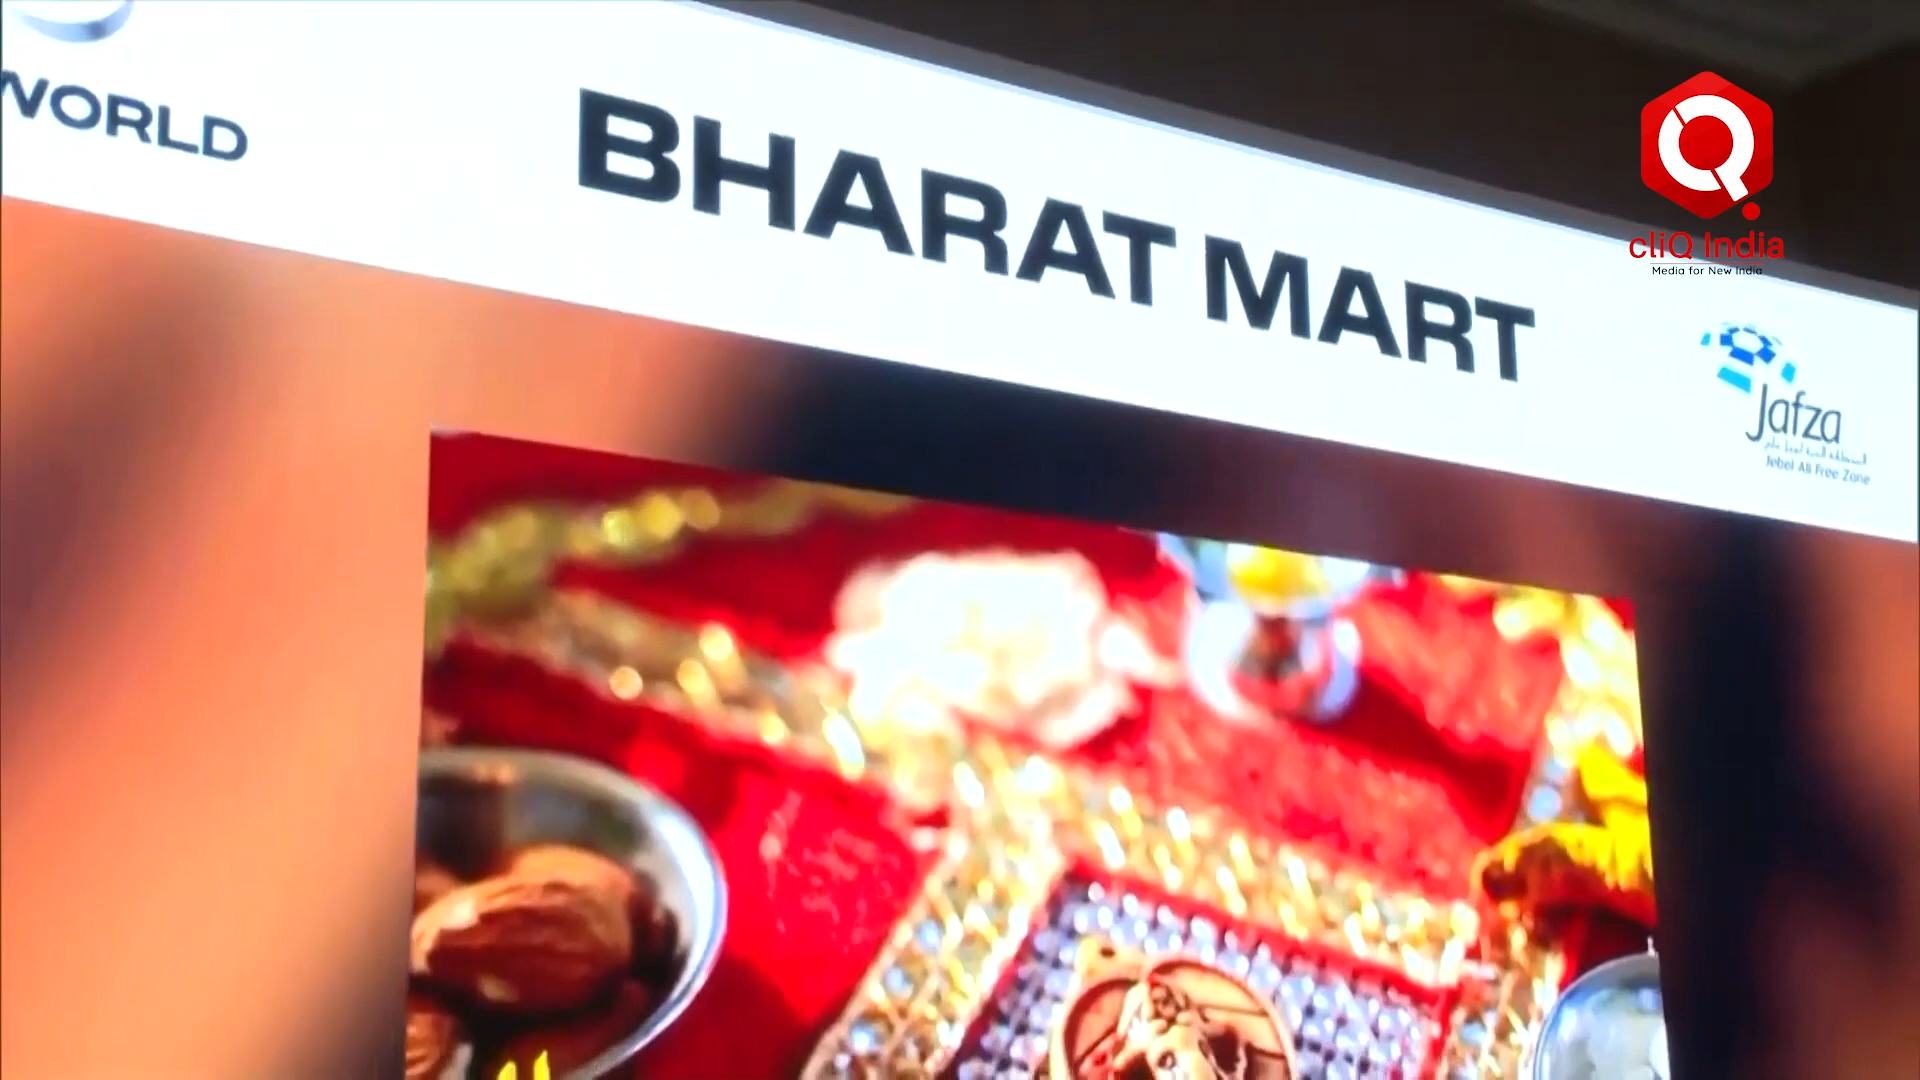 WORLD
BHARAT MART
cliQ India
Media for New India
Jafza
Jebel Ali Free Zone